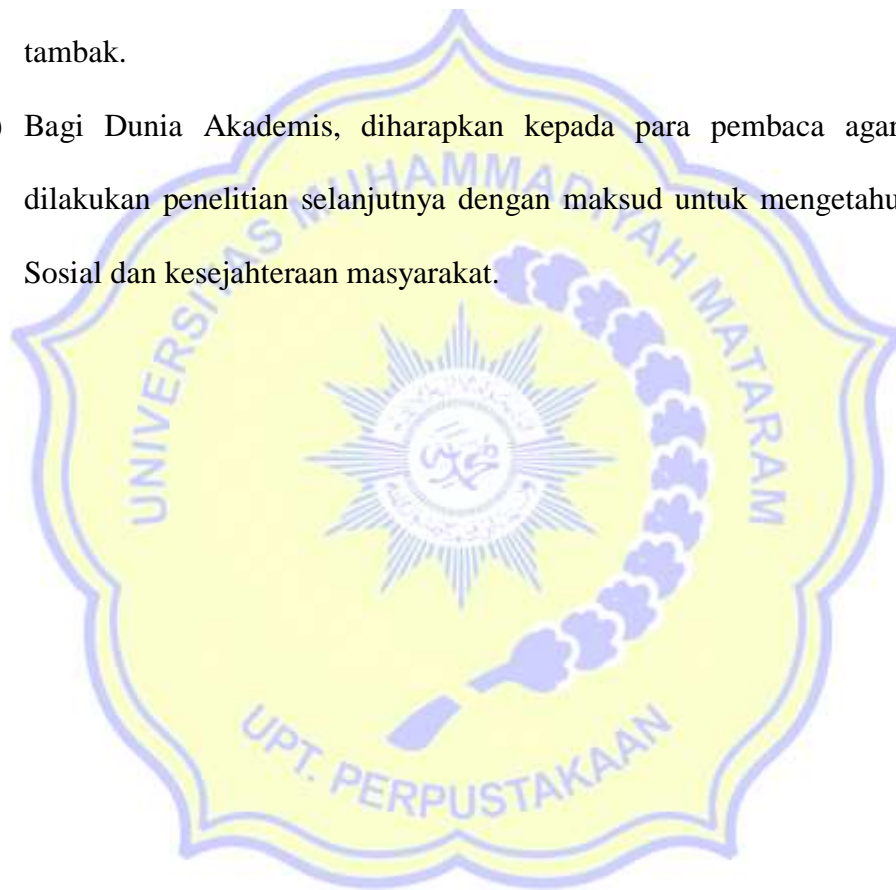 tambak.
) Bagi Dunia Akademis, diharapkan kepada para pembaca agar
dilakukan penelitian selanjutnya dengan maksud untuk mengetahu
Sosial dan kesejahteraan masyarakat.
UNIVERSITAS MUHAMMADIYAH MATARAM
UPT. PERPUSTAKAAN